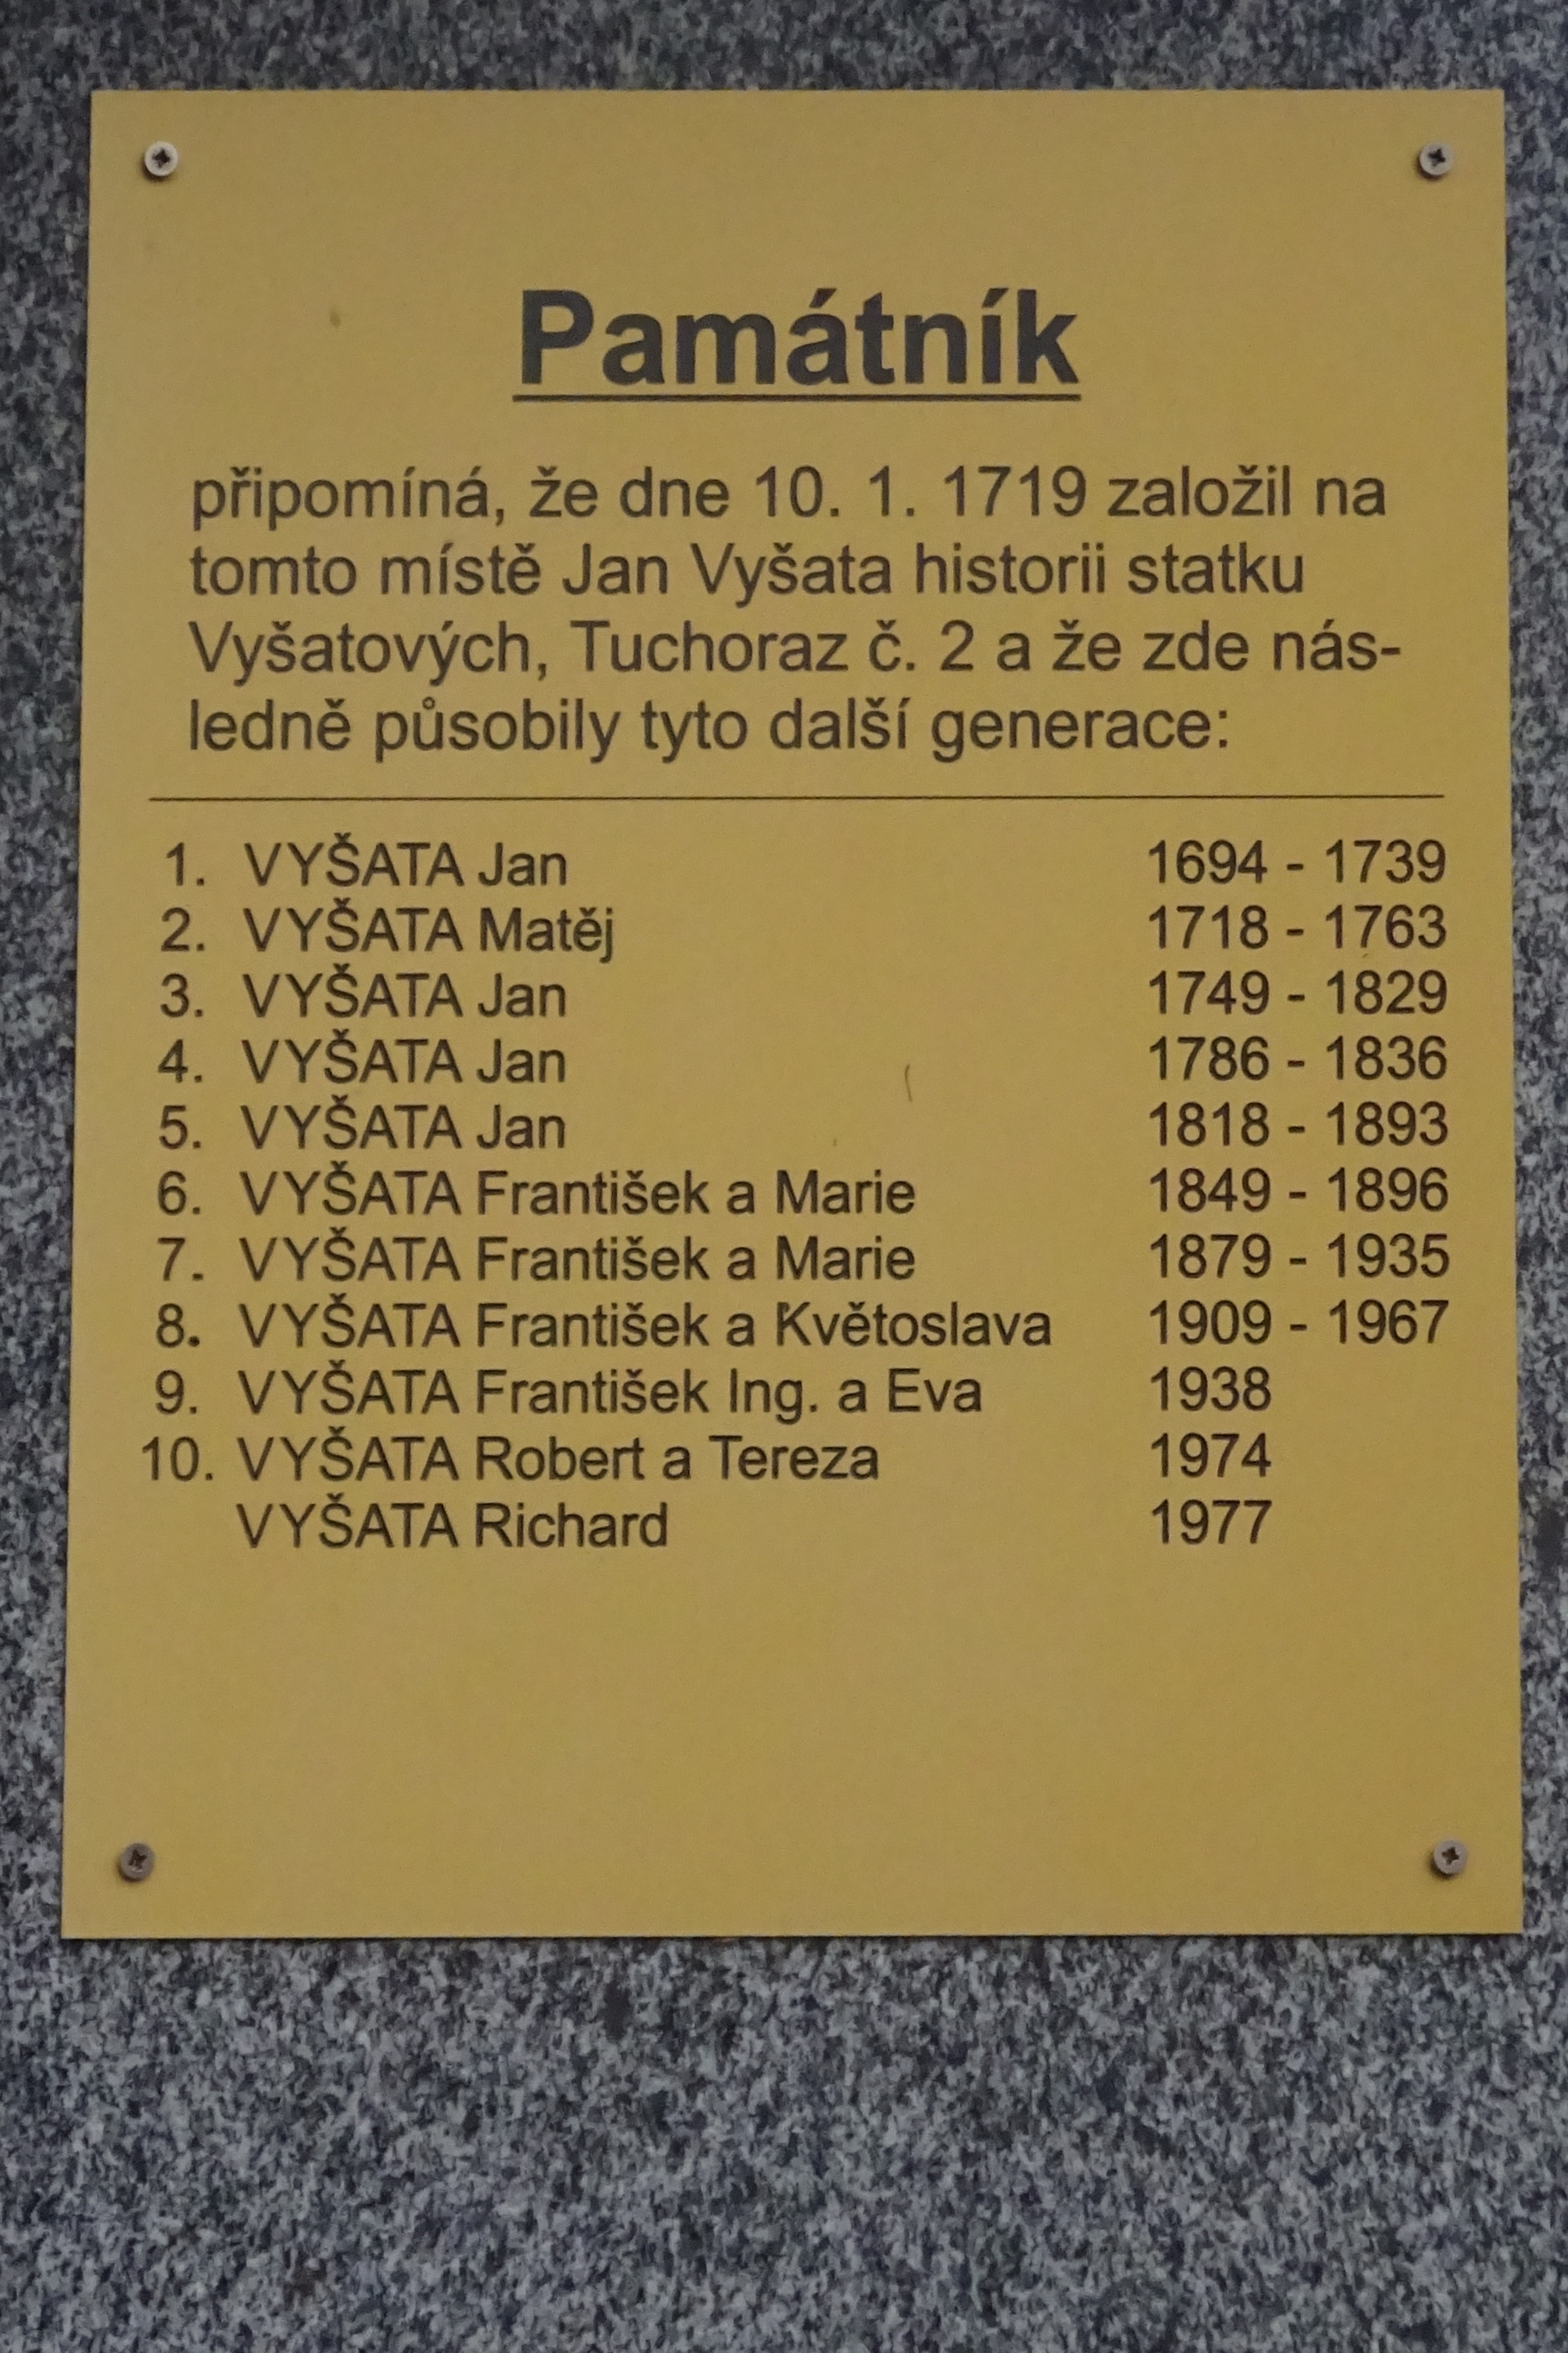 Památník
připomíná, že dne 10. 1. 1719 založil na
tomto místě Jan Vyšata historii statku
Vyšatových, Tuchoraz č. 2 a že zde nás-
ledně působily tyto další generace:
1. VYŠATA Jan 1694 - 1739
2. VYŠATA Matěj 1718 - 1763
3. VYŠATA Jan 1749 - 1829
4. VYŠATA Jan 1786 - 1836
5. VYŠATA Jan 1818 - 1893
6. VYŠATA František a Marie 1849 - 1896
7. VYŠATA František a Marie 1879 - 1935
8. VYŠATA František a Květoslava 1909 - 1967
9. VYŠATA František Ing. a Eva 1938
10. VYŠATA Robert a Tereza 1974
VYŠATA Richard 1977